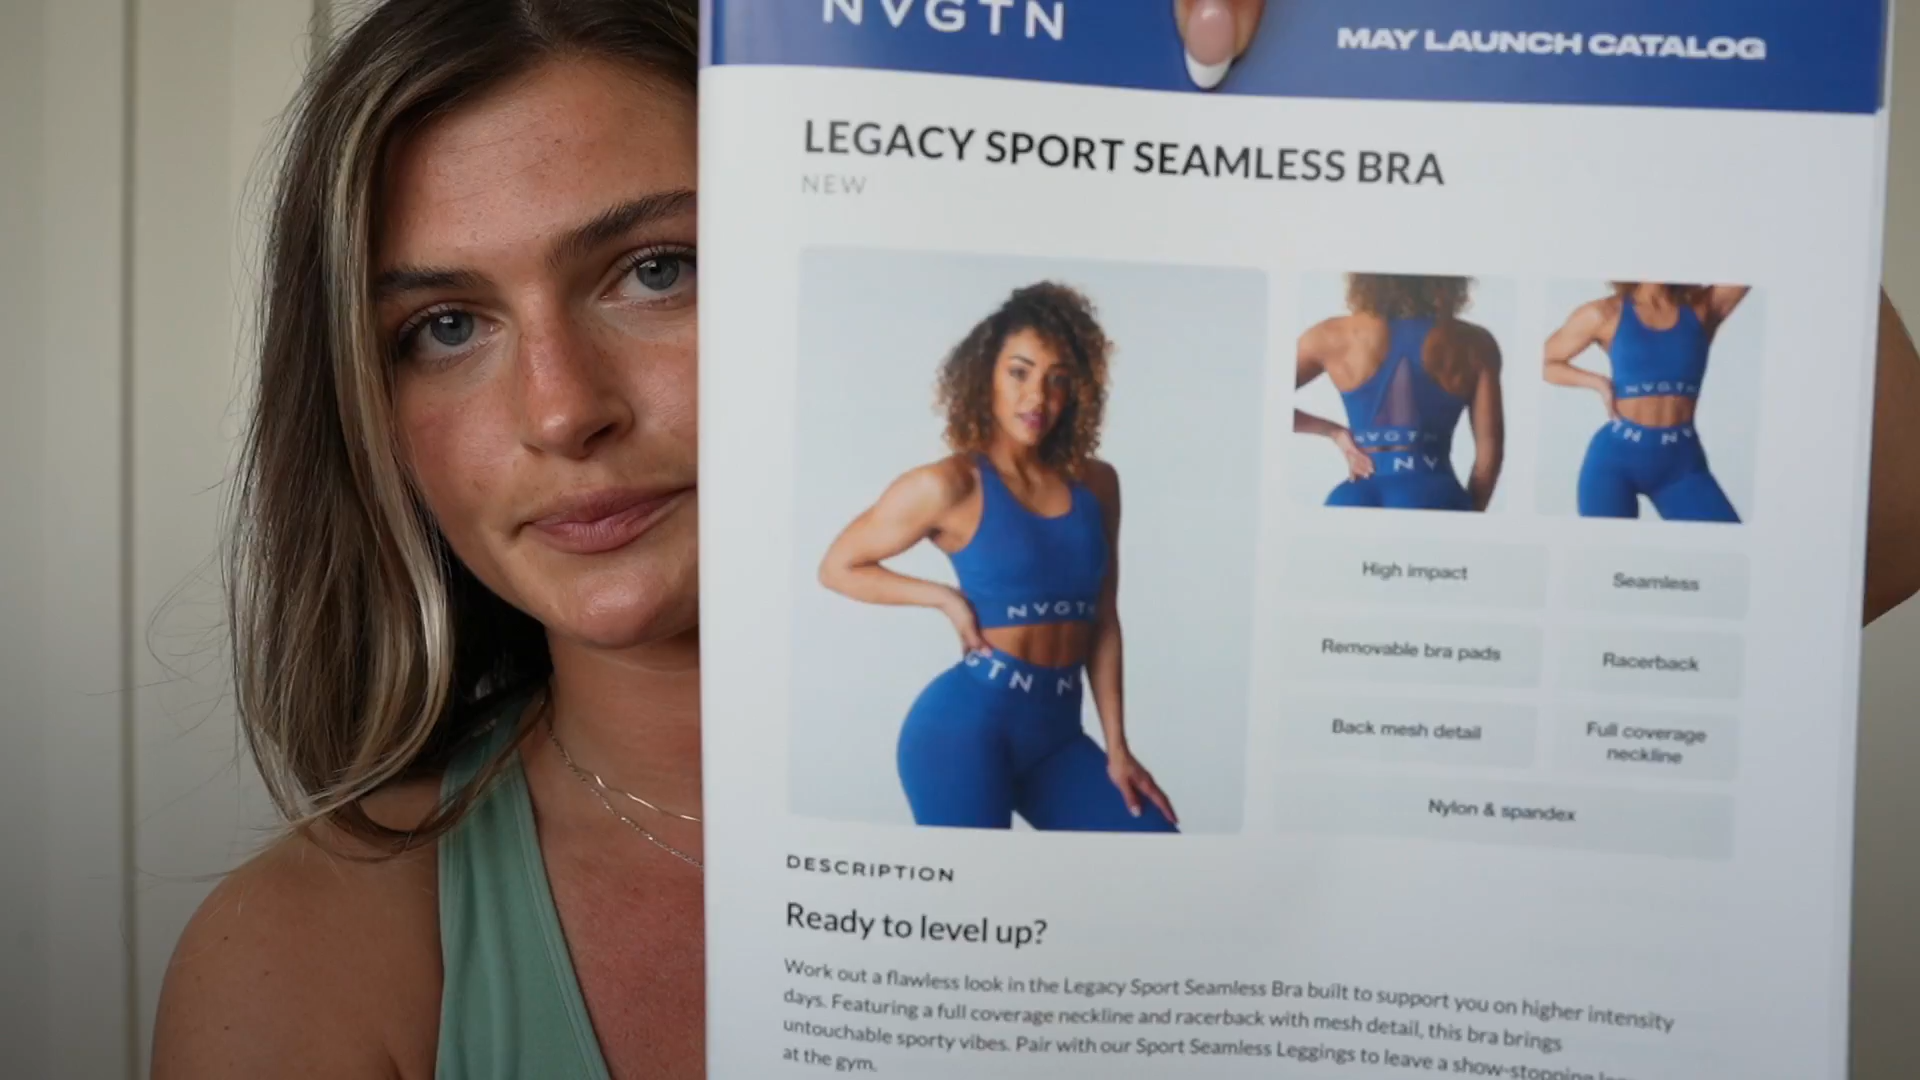 NVGTN
MAY LAUNCH CATALOG
LEGACY SPORT SEAMLESS BRA
NEW
NVGTN
NV
NVGTN
TN NV
NVGT
GTN N
High impact
Seamless
Removable bra pads
Racerback
Back mesh detail
Full coverage
neckline
Nylon & spandex
DESCRIPTION
Ready to level up?
Work out a flawless look in the Legacy Sport Seamless Bra built to support you on higher intensity
days. Featuring a full coverage neckline and racerback with mesh detail, this bra brings
untouchable sporty vibes. Pair with our Sport Seamless Leggings to leave a show-stopping
at the gym.